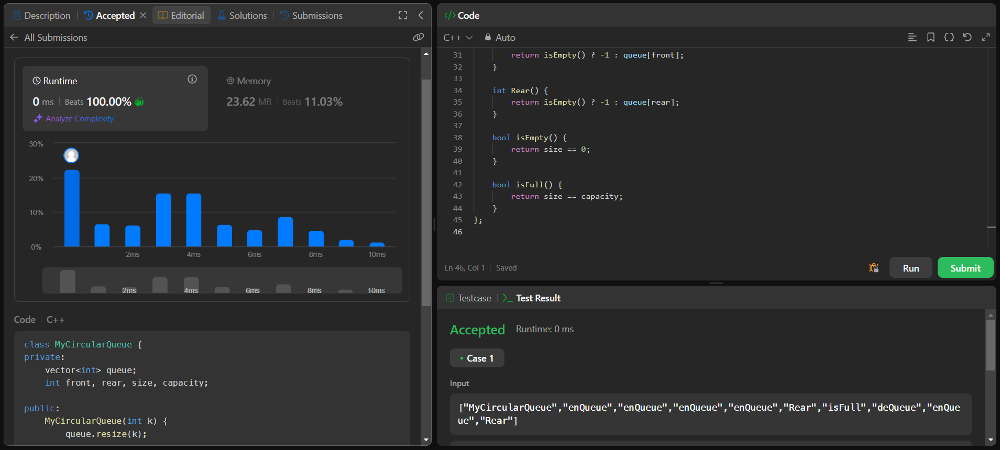 Description
Accepted
Editorial
Solutions
Submissions
All Submissions
Runtime
0 ms
Beats 100.00%
Analyze Complexity
Memory
23.62 MB
Beats 11.03%
30%
20%
10%
0%
2ms
4ms
6ms
8ms
10ms
2ms
4ms
6ms
8ms
10ms
Code
C++
class MyCircularQueue {
private:
    vector<int> queue;
    int front, rear, size, capacity;
public:
    MyCircularQueue(int k) {
        queue.resize(k);
</> Code
C++
Auto
31         return isEmpty() ? -1 : queue[front];
32     }
33
34     int Rear() {
35         return isEmpty() ? -1 : queue[rear];
36     }
37
38     bool isEmpty() {
39         return size == 0;
40     }
41
42     bool isFull() {
43         return size == capacity;
44     }
45 };
46
Ln 46, Col 1
Saved
Run
Submit
Testcase
Test Result
Accepted
Runtime: 0 ms
Case 1
Input
["MyCircularQueue","enQueue","enQueue","enQueue","enQueue","Rear","isFull","deQueue","enQue
ue","Rear"]